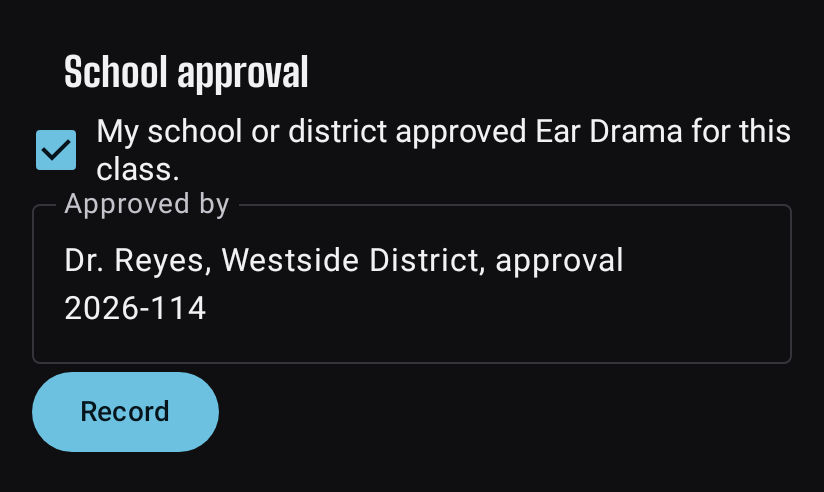 School approval
My school or district approved Ear Drama for this
class.
Approved by
Dr. Reyes, Westside District, approval
2026-114
Record